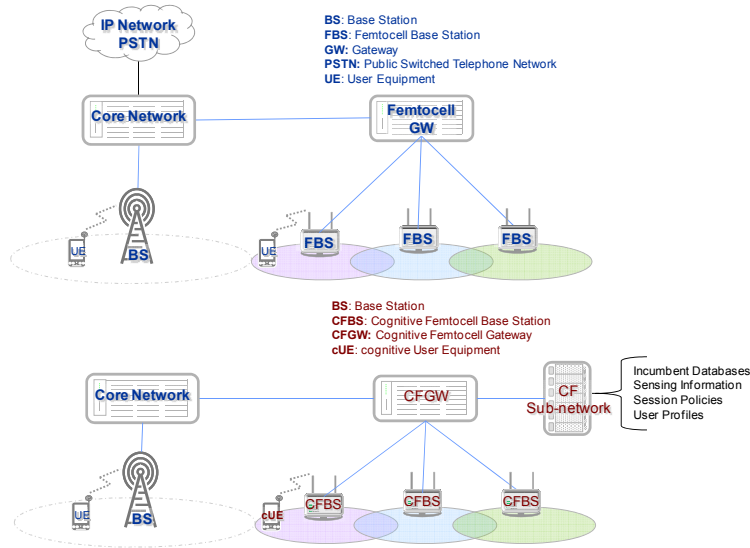 IP Network
PSTN
BS: Base Station
FBS: Femtocell Base Station
GW: Gateway
PSTN: Public Switched Telephone Network
UE: User Equipment
Core Network
Femtocell
GW
UE
BS
UE
FBS
FBS
FBS
BS: Base Station
CFBS: Cognitive Femtocell Base Station
CFGW: Cognitive Femtocell Gateway
cUE: cognitive User Equipment
Core Network
CFGW
CF
Sub-network
Incumbent Databases
Sensing Information
Session Policies
User Profiles
UE
BS
cUE
CFBS
CFBS
CFBS